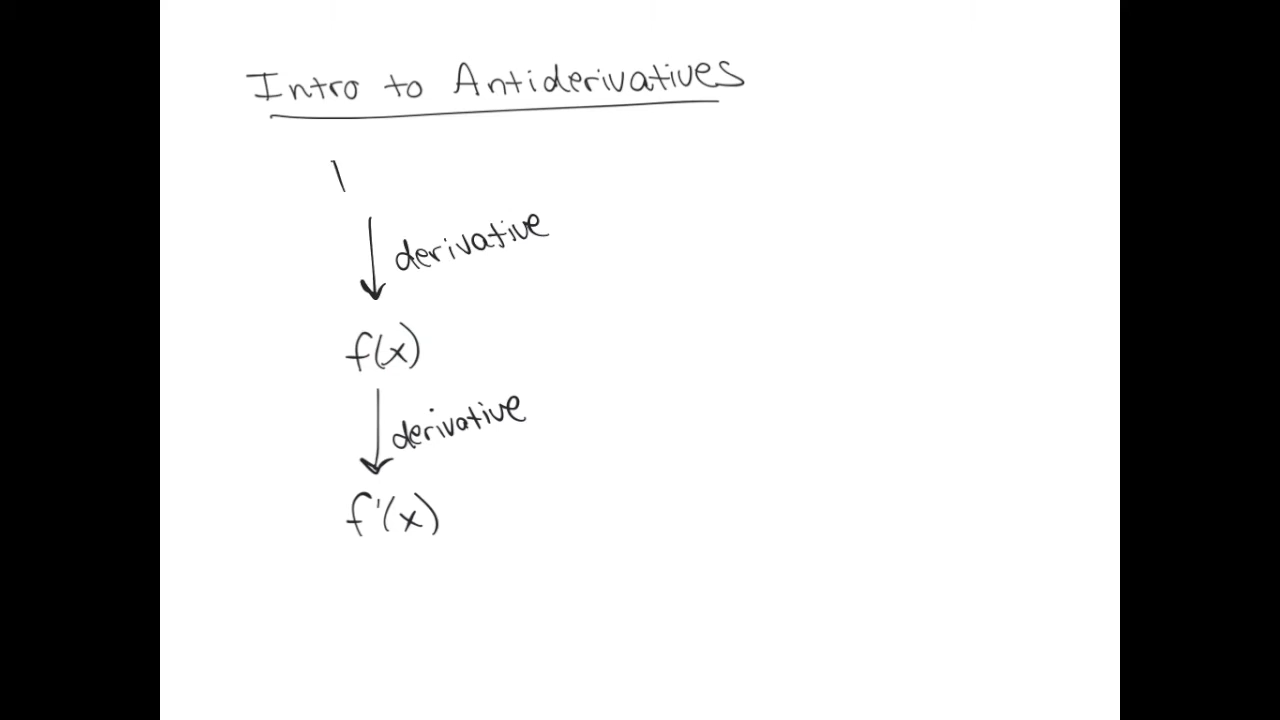 Intro to Antiderivatives
derivative
f(x)
derivative
f'(x)